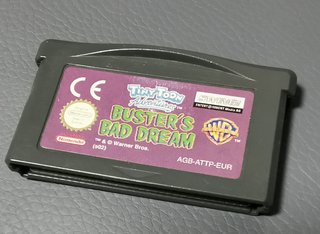 TINY TOON
Adventures
BUSTER'S
BAD DREAM
CE
Nintendo
TM & © Warner Bros.
(s02)
WB
AGB-ATTP-EUR